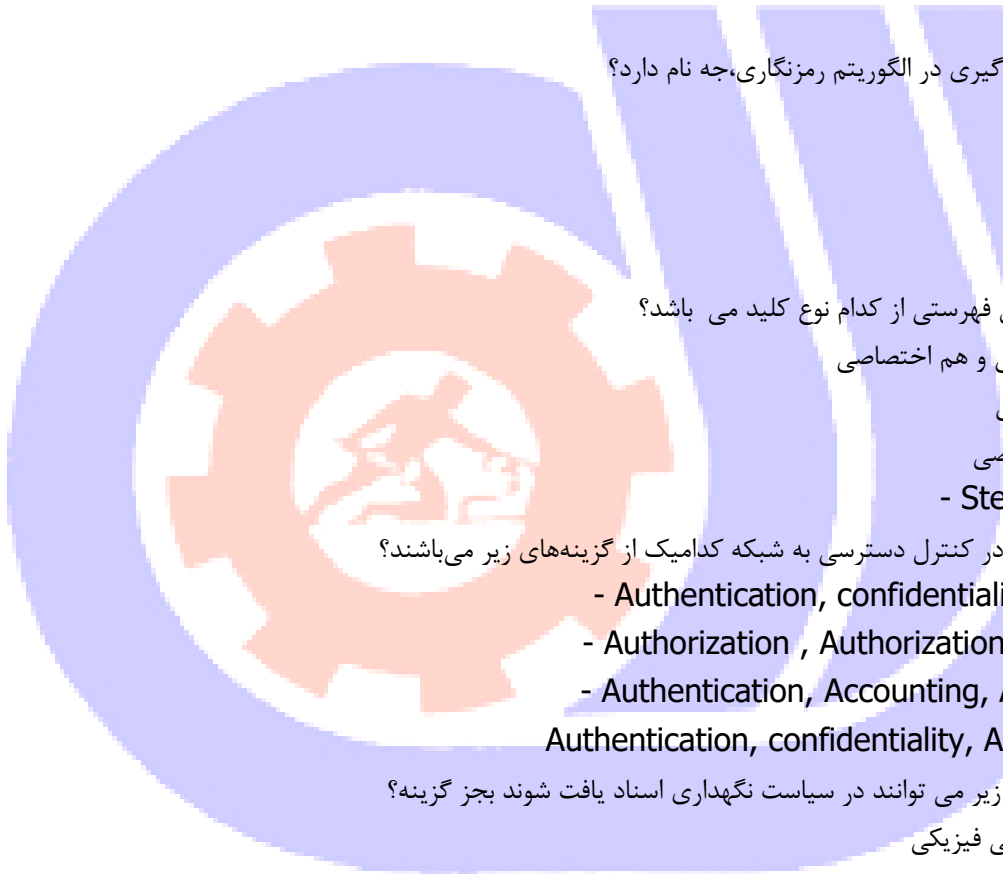 گیری در الگوریتم رمزنگاری،جه نام دارد؟
فهرستی از کدام نوع کلید می باشد؟
و هم اختصاصی
- Ste
در کنترل دسترسی به شبکه کدامیک از گزینه‌های زیر می‌باشند؟
- Authentication, confidentiali
- Authorization , Authorization
- Authentication, Accounting, A
Authentication, confidentiality, A
زیر می توانند در سیاست نگهداری اسناد یافت شوند بجز گزینه؟
فیزیکی